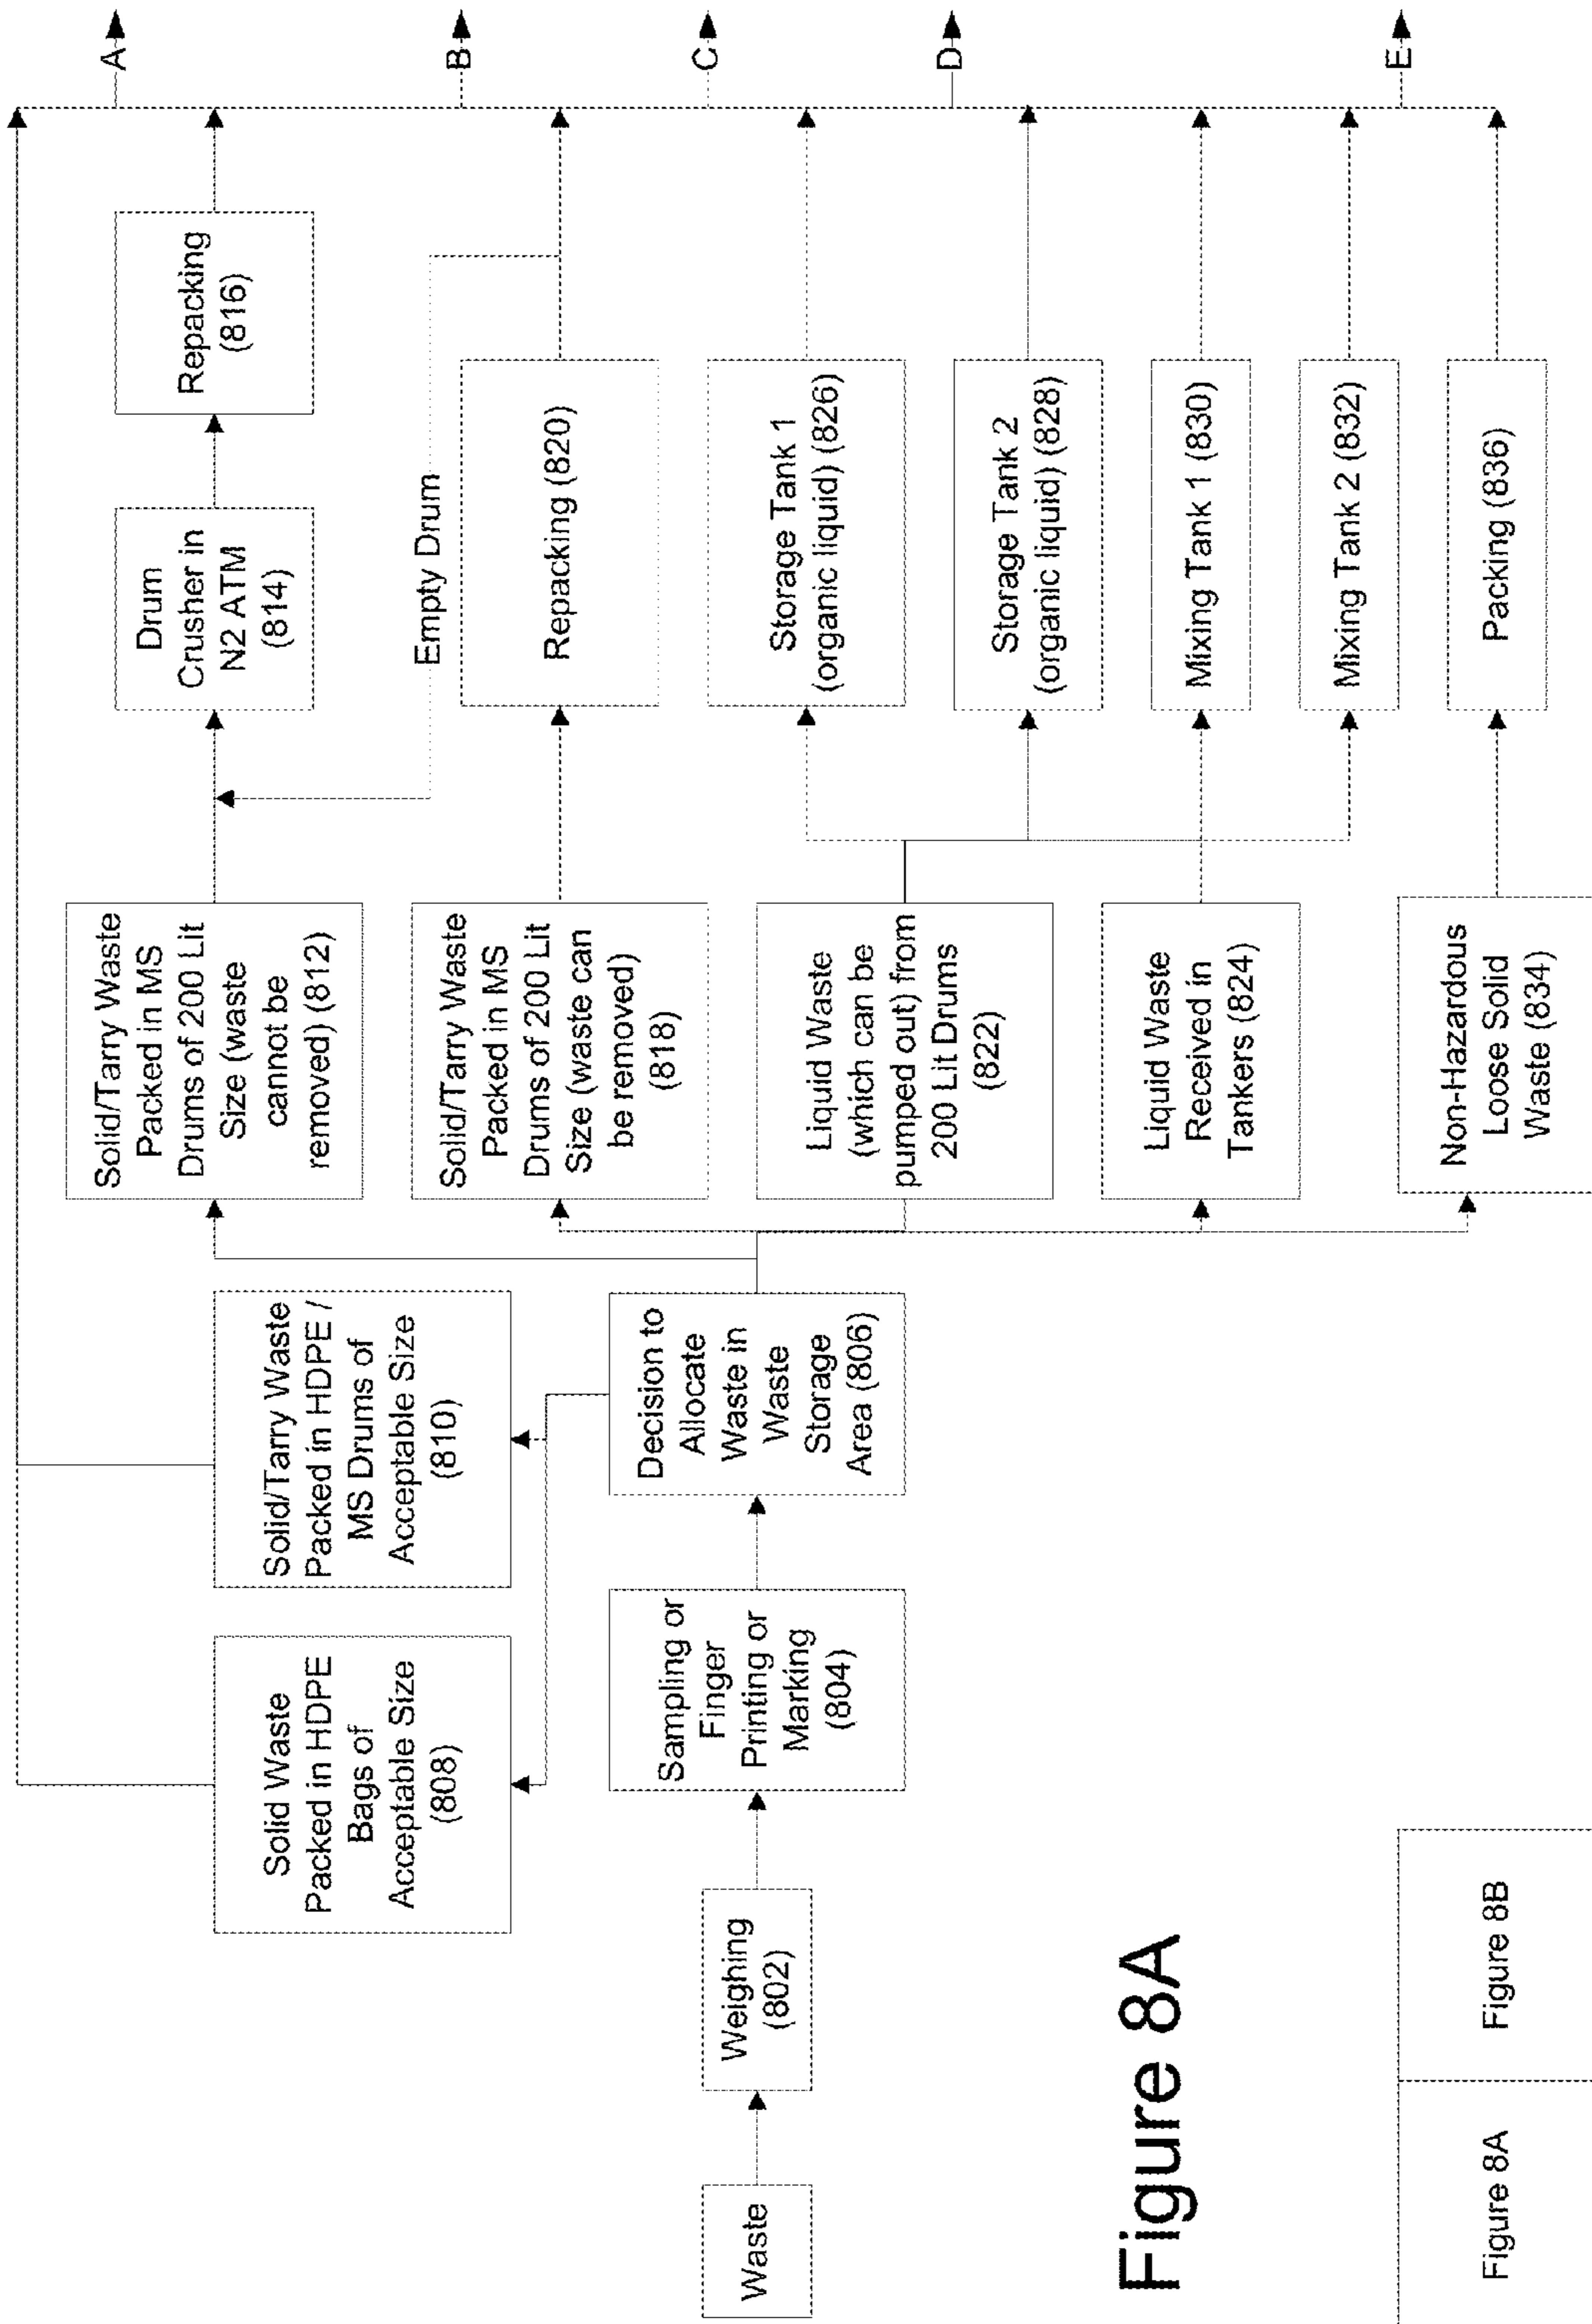 Waste
Weighing
(802)
Sampling or
Finger
Printing or
Marking
(804)
Decision to
Allocate
Waste in
Waste
Storage
Area (806)
Solid Waste
Packed in HDPE
Bags of
Acceptable Size
(808)
Solid/Tarry Waste
Packed in HDPE /
MS Drums of
Acceptable Size
(810)
Solid/Tarry Waste
Packed in MS
Drums of 200 Lit
Size (waste
cannot be
removed) (812)
Drum
Crusher in
N2 ATM
(814)
Repacking
(816)
Empty Drum
Solid/Tarry Waste
Packed in MS
Drums of 200 Lit
Size (waste can
be removed)
(818)
Repacking (820)
Liquid Waste
(which can be
pumped out) from
200 Lit Drums
(822)
Liquid Waste
Received in
Tankers (824)
Storage Tank 1
(organic liquid) (826)
Storage Tank 2
(organic liquid) (828)
Mixing Tank 1 (830)
Mixing Tank 2 (832)
Non-Hazardous
Loose Solid
Waste (834)
Packing (836)
A
B
C
D
E
Figure 8A
Figure 8A
Figure 8B